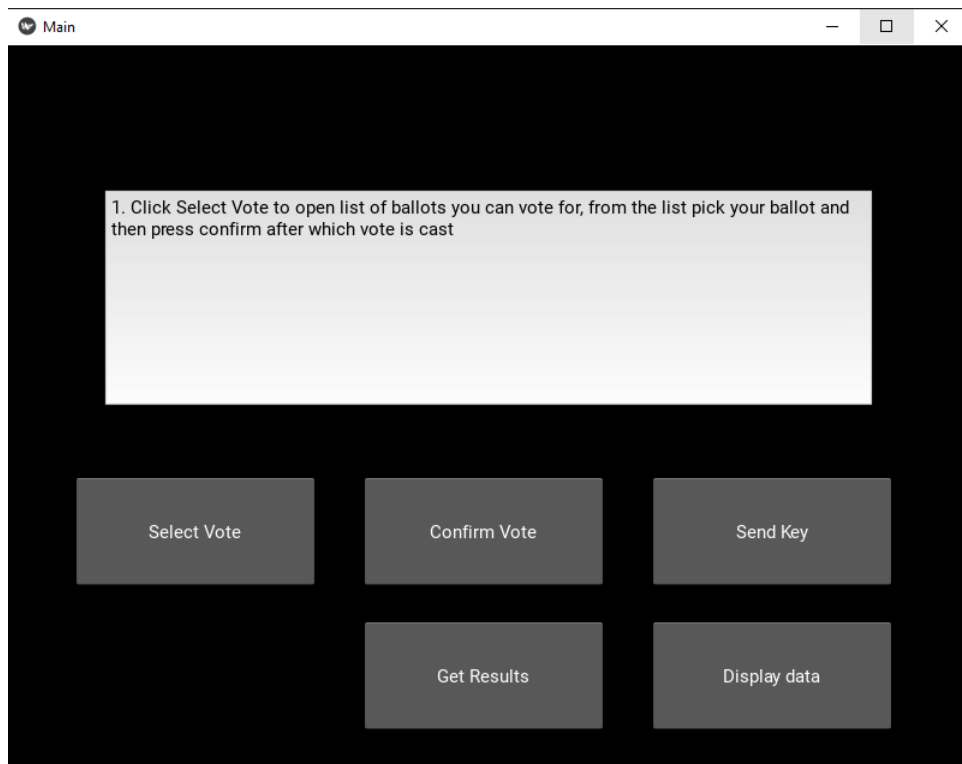 Main
1. Click Select Vote to open list of ballots you can vote for, from the list pick your ballot and
then press confirm after which vote is cast
Select Vote
Confirm Vote
Send Key
Get Results
Display data